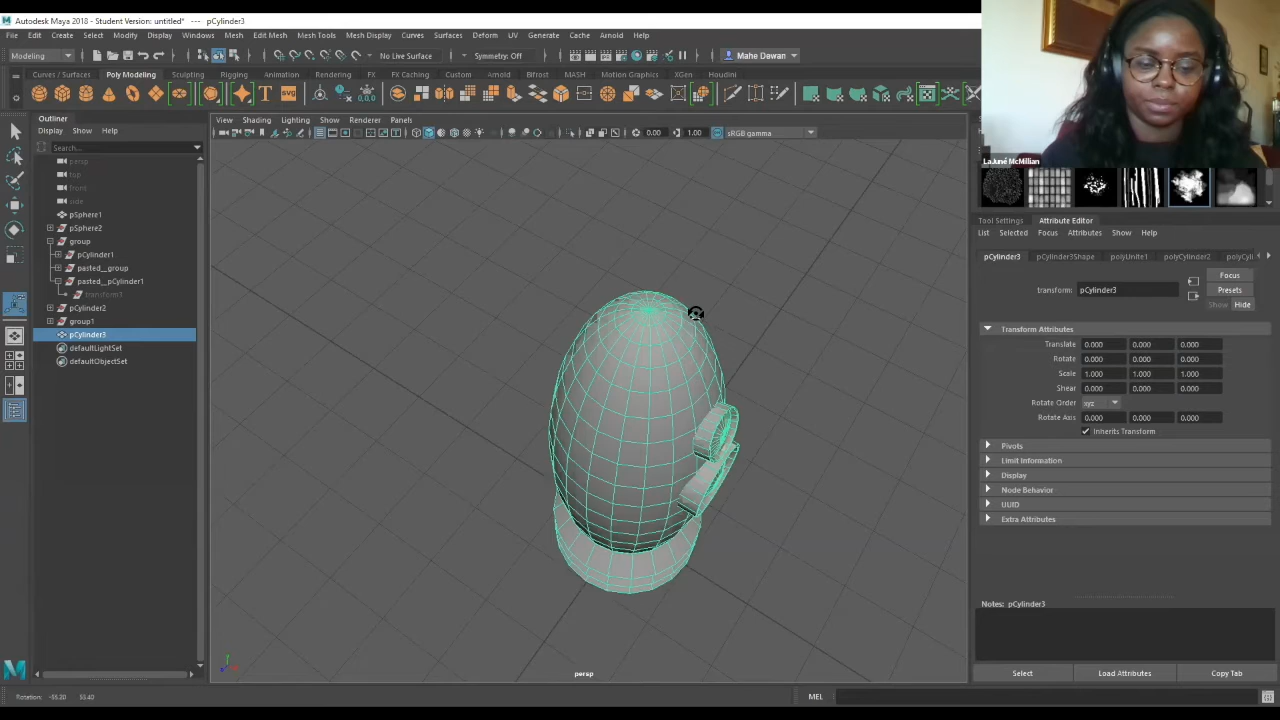 Autodesk Maya 2018 - Student Version: untitled* --- pCylinder3
File Edit Create Select Modify Display Windows Mesh Edit Mesh Mesh Tools Mesh Display Curves Surfaces Deform UV Generate Cache Arnold Help
Modeling No Live Surface Symmetry: Off Mahe Dawan
Curves / Surfaces Poly Modeling Sculpting Rigging Animation Rendering FX FX Caching Custom Arnold Bifrost MASH Motion Graphics XGen Houdini
Outliner
Display Show Help
Search...
View Shading Lighting Show Renderer Panels
0.00 1.00 sRGB gamma
persp
top
front
side
pSphere1
pSphere2
group
pCylinder1
pasted__group
pasted__pCylinder1
pCylinder2
group1
pCylinder3
defaultLightSet
defaultObjectSet
persp
LaJuné McMillian
Tool Settings Attribute Editor
List Selected Focus Attributes Show Help
pCylinder3 pCylinder3Shape polyUnite1 polyCylinder2 polyCyli
Focus
transform: pCylinder3 Presets
Show Hide
Transform Attributes
Translate 0.000 0.000 0.000
Rotate 0.000 0.000 0.000
Scale 1.000 1.000 1.000
Shear 0.000 0.000 0.000
Rotate Order xyz
Rotate Axis 0.000 0.000 0.000
Inherits Transform
Pivots
Limit Information
Display
Node Behavior
UUID
Extra Attributes
Notes: pCylinder3
Select Load Attributes Copy Tab
MEL